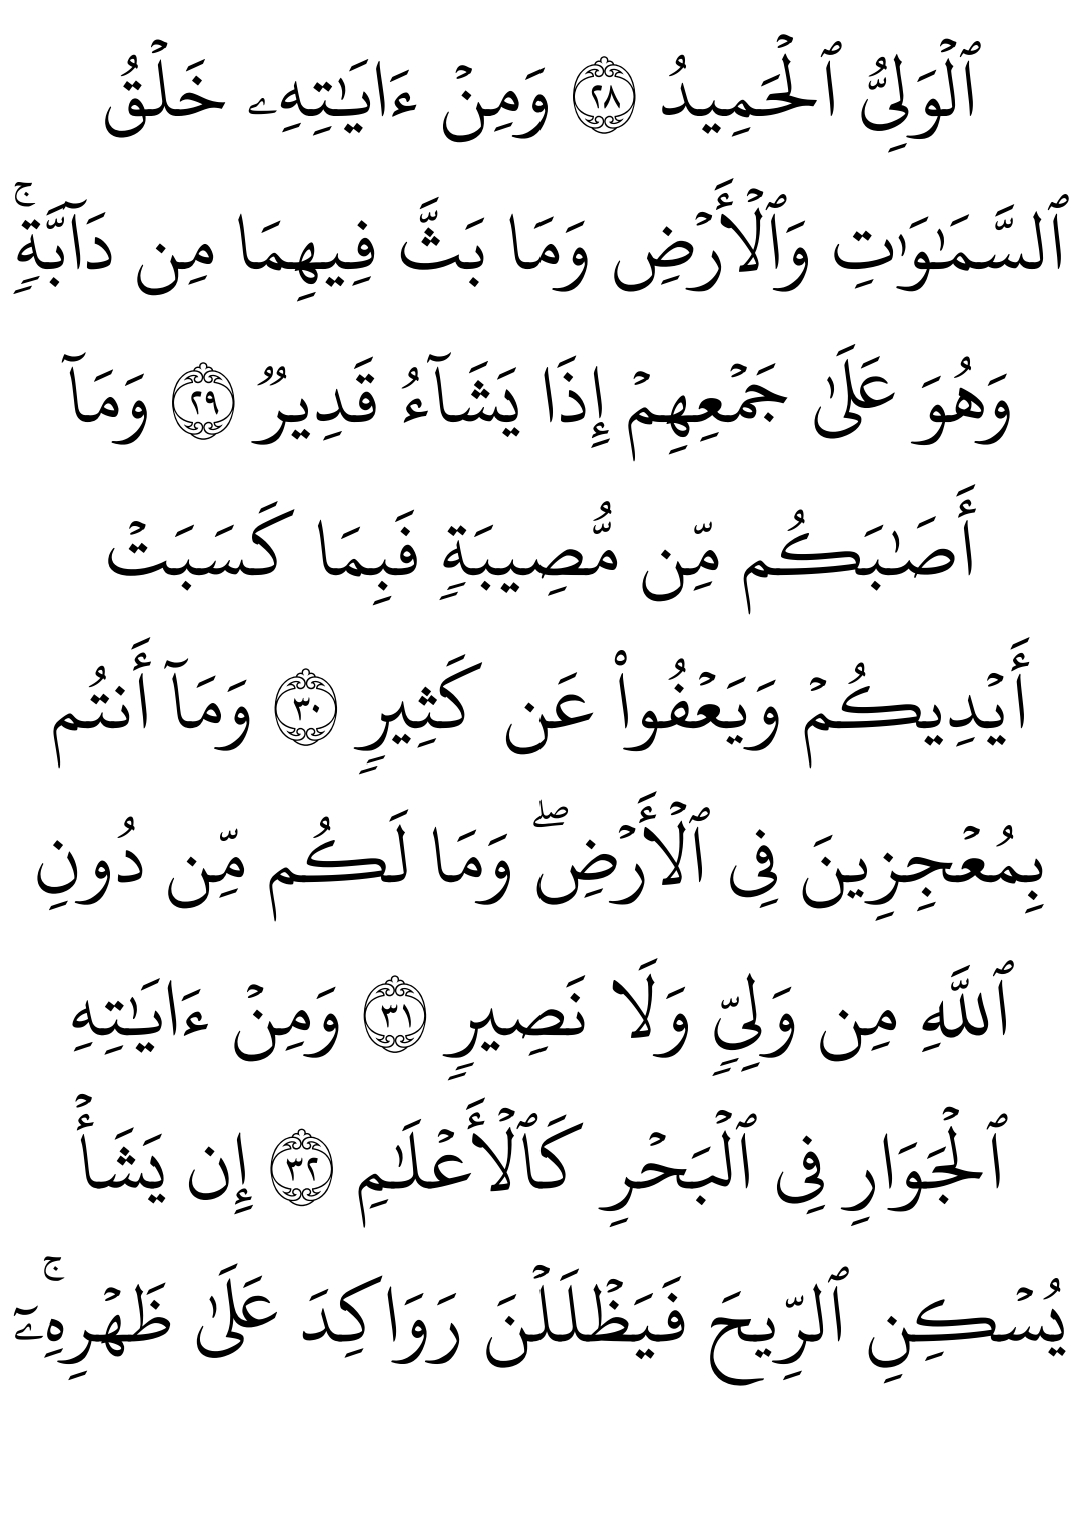 ٱلۡوَلِيُّ ٱلۡحَمِيدُ ٢٨ وَمِنۡ ءَايَٰتِهِۦ خَلۡقُ
ٱلسَّمَٰوَٰتِ وَٱلۡأَرۡضِ وَمَا بَثَّ فِيهِمَا مِن دَآبَّةٖۚ
وَهُوَ عَلَىٰ جَمۡعِهِمۡ إِذَا يَشَآءُ قَدِيرٞ ٢٩ وَمَآ
أَصَٰبَكُم مِّن مُّصِيبَةٖ فَبِمَا كَسَبَتۡ
أَيۡدِيكُمۡ وَيَعۡفُواْ عَن كَثِيرٖ ٣٠ وَمَآ أَنتُم
بِمُعۡجِزِينَ فِى ٱلۡأَرۡضِۖ وَمَا لَكُم مِّن دُونِ
ٱللَّهِ مِن وَلِيّٖ وَلَا نَصِيرٖ ٣١ وَمِنۡ ءَايَٰتِهِ
ٱلۡجَوَارِ فِى ٱلۡبَحۡرِ كَٱلۡأَعۡلَٰمِ ٣٢ إِن يَشَأۡ
يُسۡكِنِ ٱلرِّيحَ فَيَظۡلَلۡنَ رَوَاكِدَ عَلَىٰ ظَهۡرِهِۦٓۚ